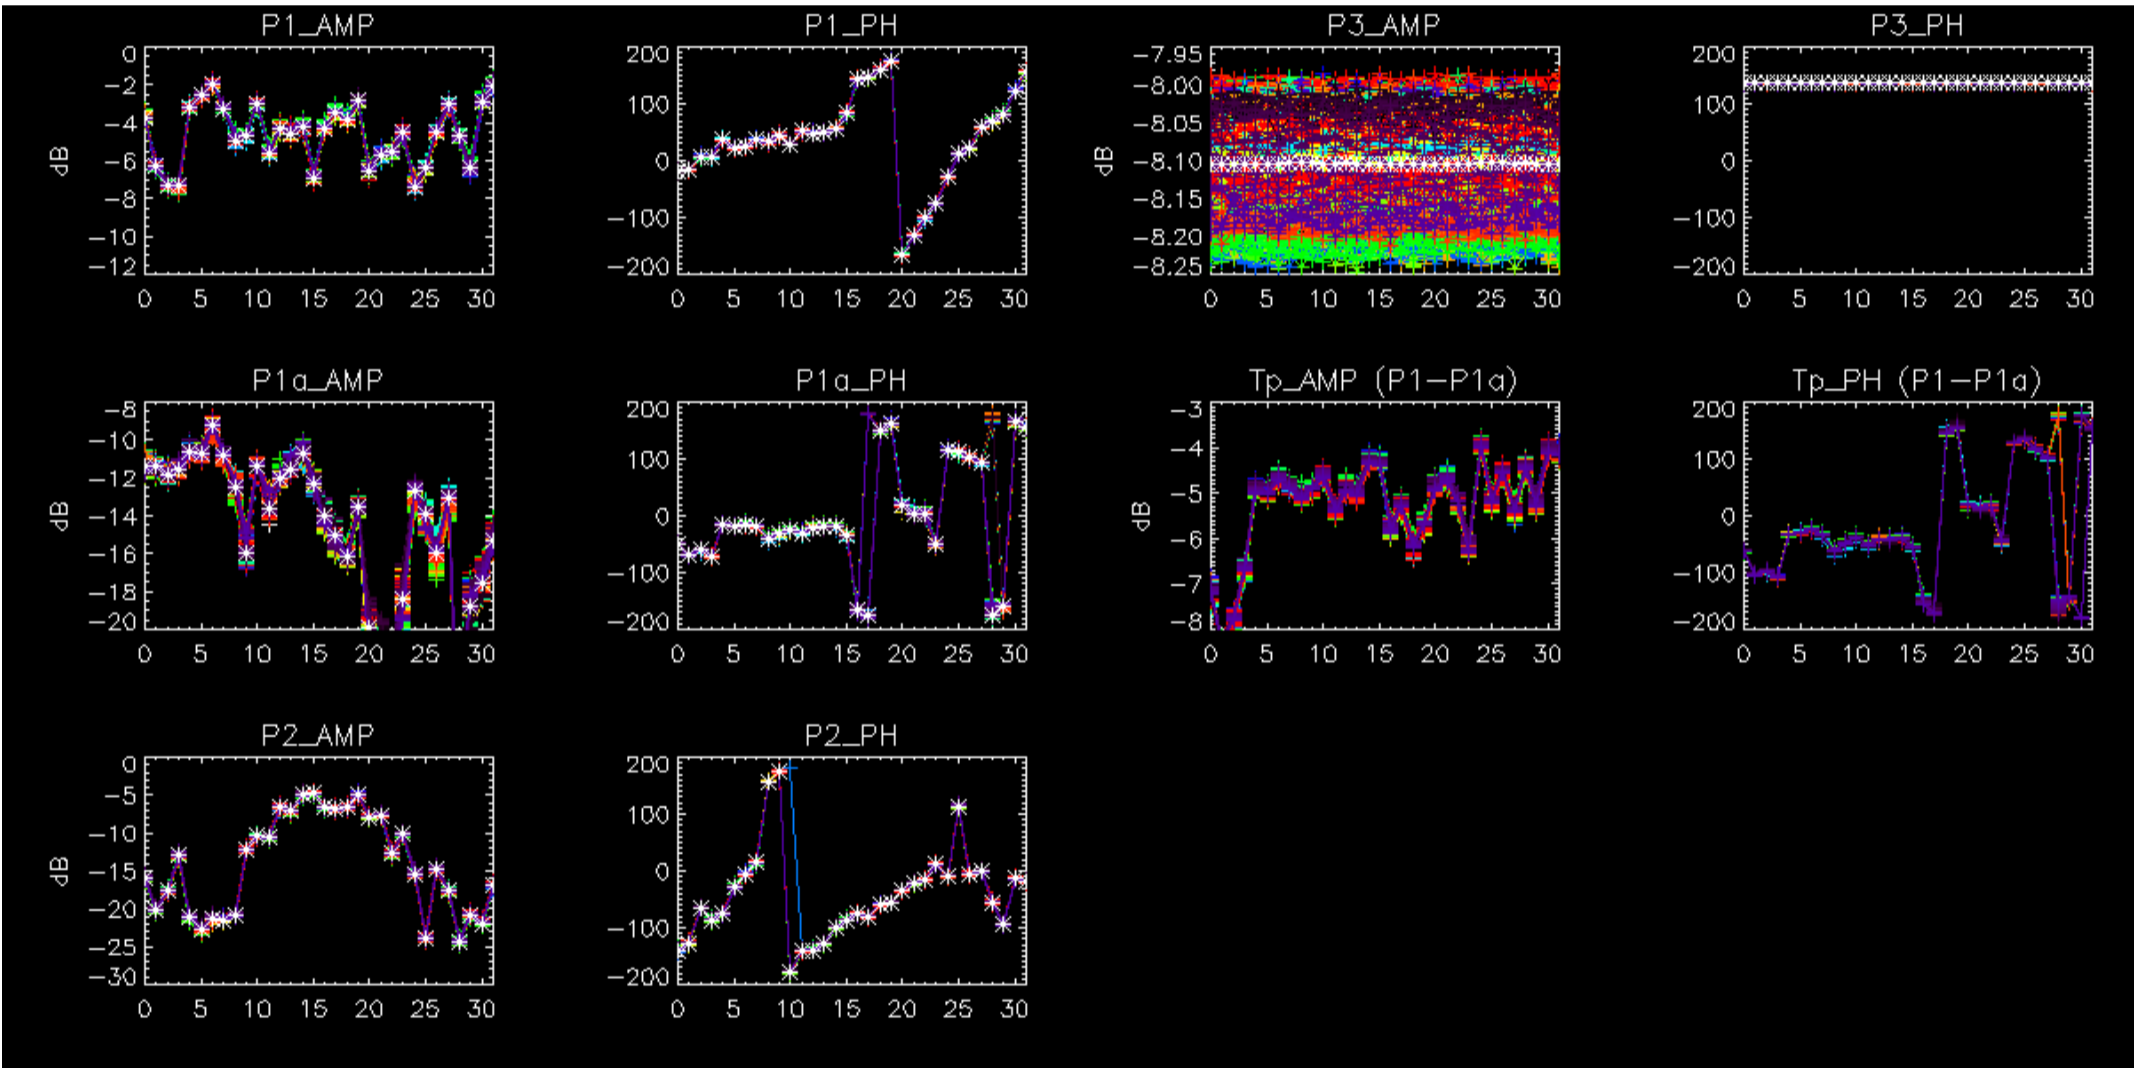 P1_AMP P1_PH P3_AMP P3_PH
0 200 -7.95 200
-2 -8.00
100 100
-4 -8.05
dB -6 0 dB -8.10 0
-8 -8.15
-100 -100
-10 -8.20
-12 -200 -8.25 -200
0 5 10 15 20 25 30 0 5 10 15 20 25 30 0 5 10 15 20 25 30 0 5 10 15 20 25 30
P1a_AMP P1a_PH Tp_AMP (P1-P1a) Tp_PH (P1-P1a)
-8 200 -3 200
-10 100 -4 100
-12
dB -14 0 dB -5 0
-16 -6
-18 -100 -7 -100
-20 -200 -8 -200
0 5 10 15 20 25 30 0 5 10 15 20 25 30 0 5 10 15 20 25 30 0 5 10 15 20 25 30
P2_AMP P2_PH
0 200
-5 100
-10
dB -15 0
-20
-25 -100
-30 -200
0 5 10 15 20 25 30 0 5 10 15 20 25 30